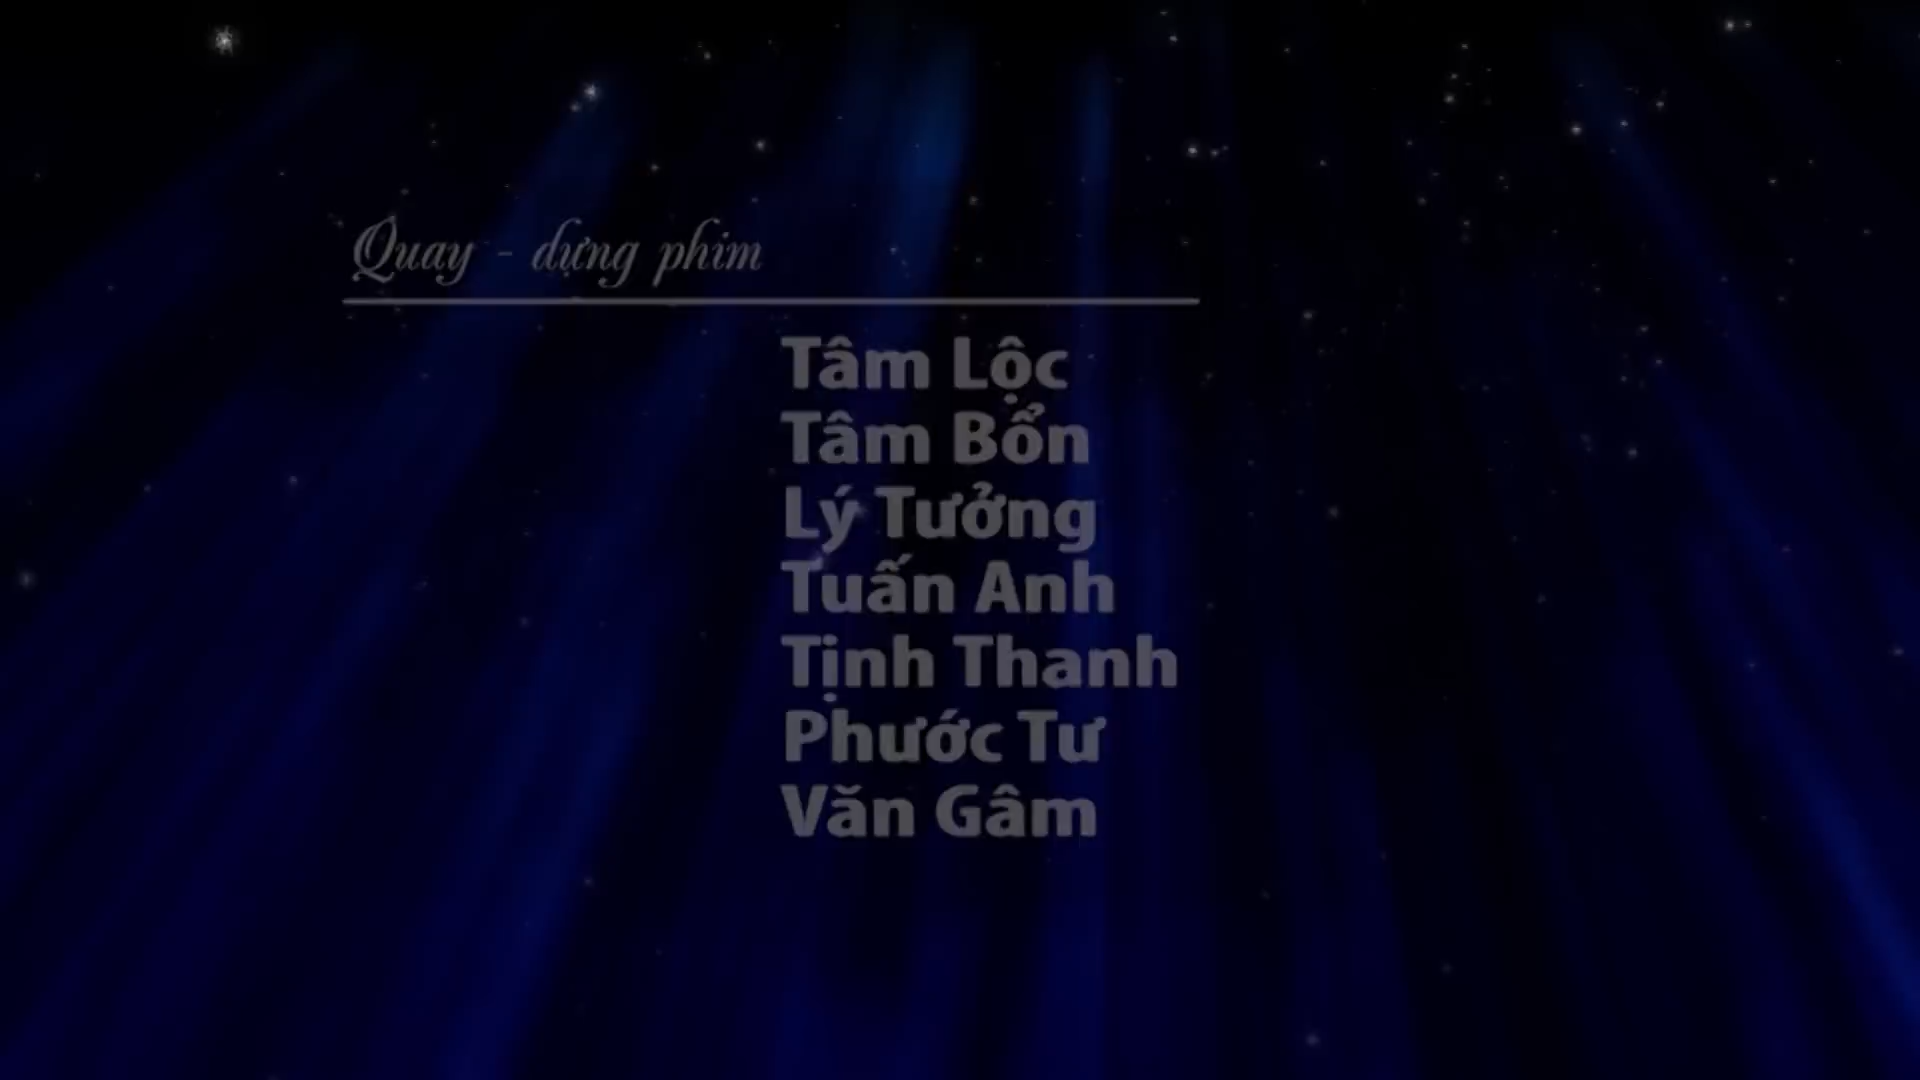 Quay - dựng phim
Tâm Lộc
Tâm Bổn
Lý Tưởng
Tuấn Anh
Tịnh Thanh
Phước Tư
Văn Gâm